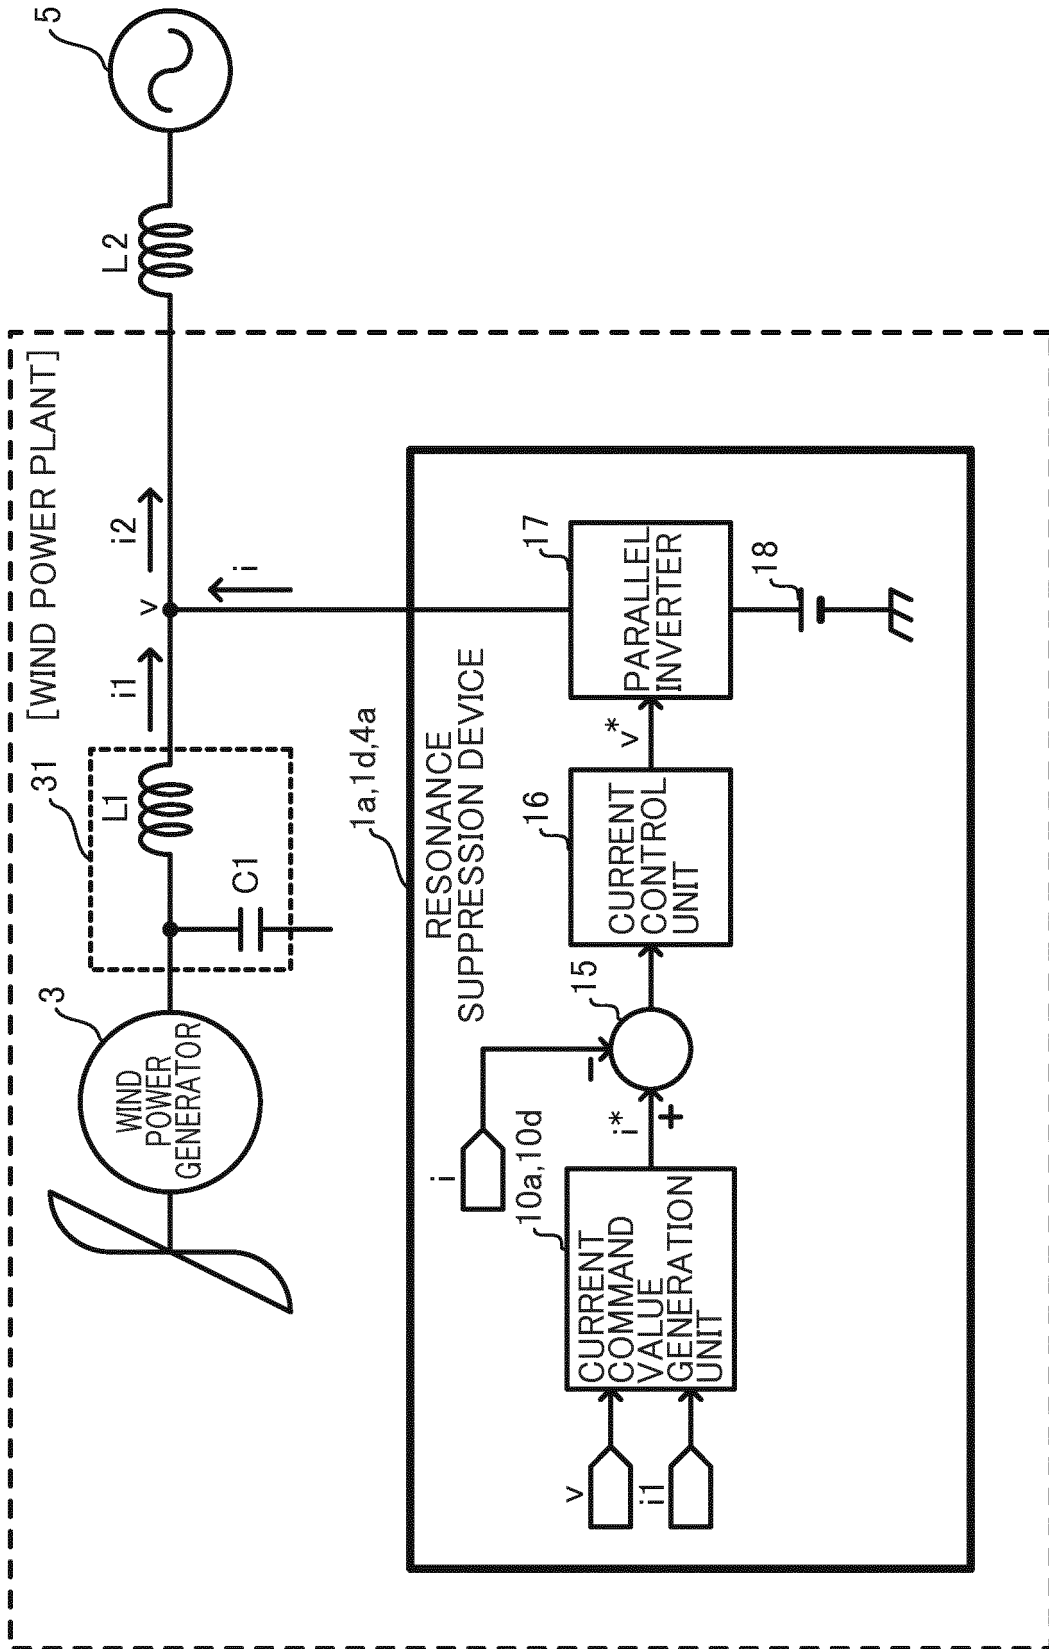 [WIND POWER PLANT]
3
WIND
POWER
GENERATOR
31
L1
C1
i1
v
i2
i
L2
5
1a,1d,4a
RESONANCE
SUPPRESSION DEVICE
v
i1
10a,10d
CURRENT
COMMAND
VALUE
GENERATION
UNIT
i
i*
+
−
15
16
CURRENT
CONTROL
UNIT
v*
17
PARALLEL
INVERTER
18